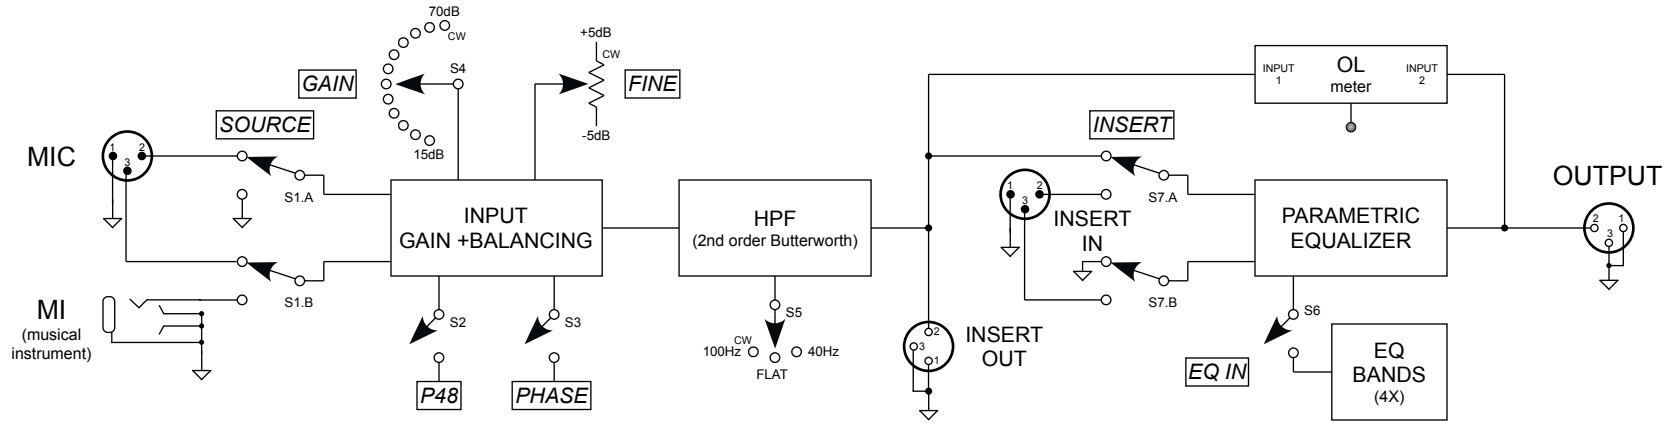 70dB
CW
S4
GAIN
15dB
+5dB
CW
FINE
-5dB
SOURCE
MIC
1
2
3
S1.A
S1.B
MI
(musical
instrument)
INPUT
GAIN +BALANCING
S2
P48
S3
PHASE
HPF
(2nd order Butterworth)
S5
CW
100Hz
40Hz
FLAT
2
3
1
INSERT
OUT
INPUT
1
OL
meter
INPUT
2
INSERT
1
2
3
INSERT
IN
S7.A
S7.B
PARAMETRIC
EQUALIZER
S6
EQ IN
EQ
BANDS
(4X)
OUTPUT
2
1
3